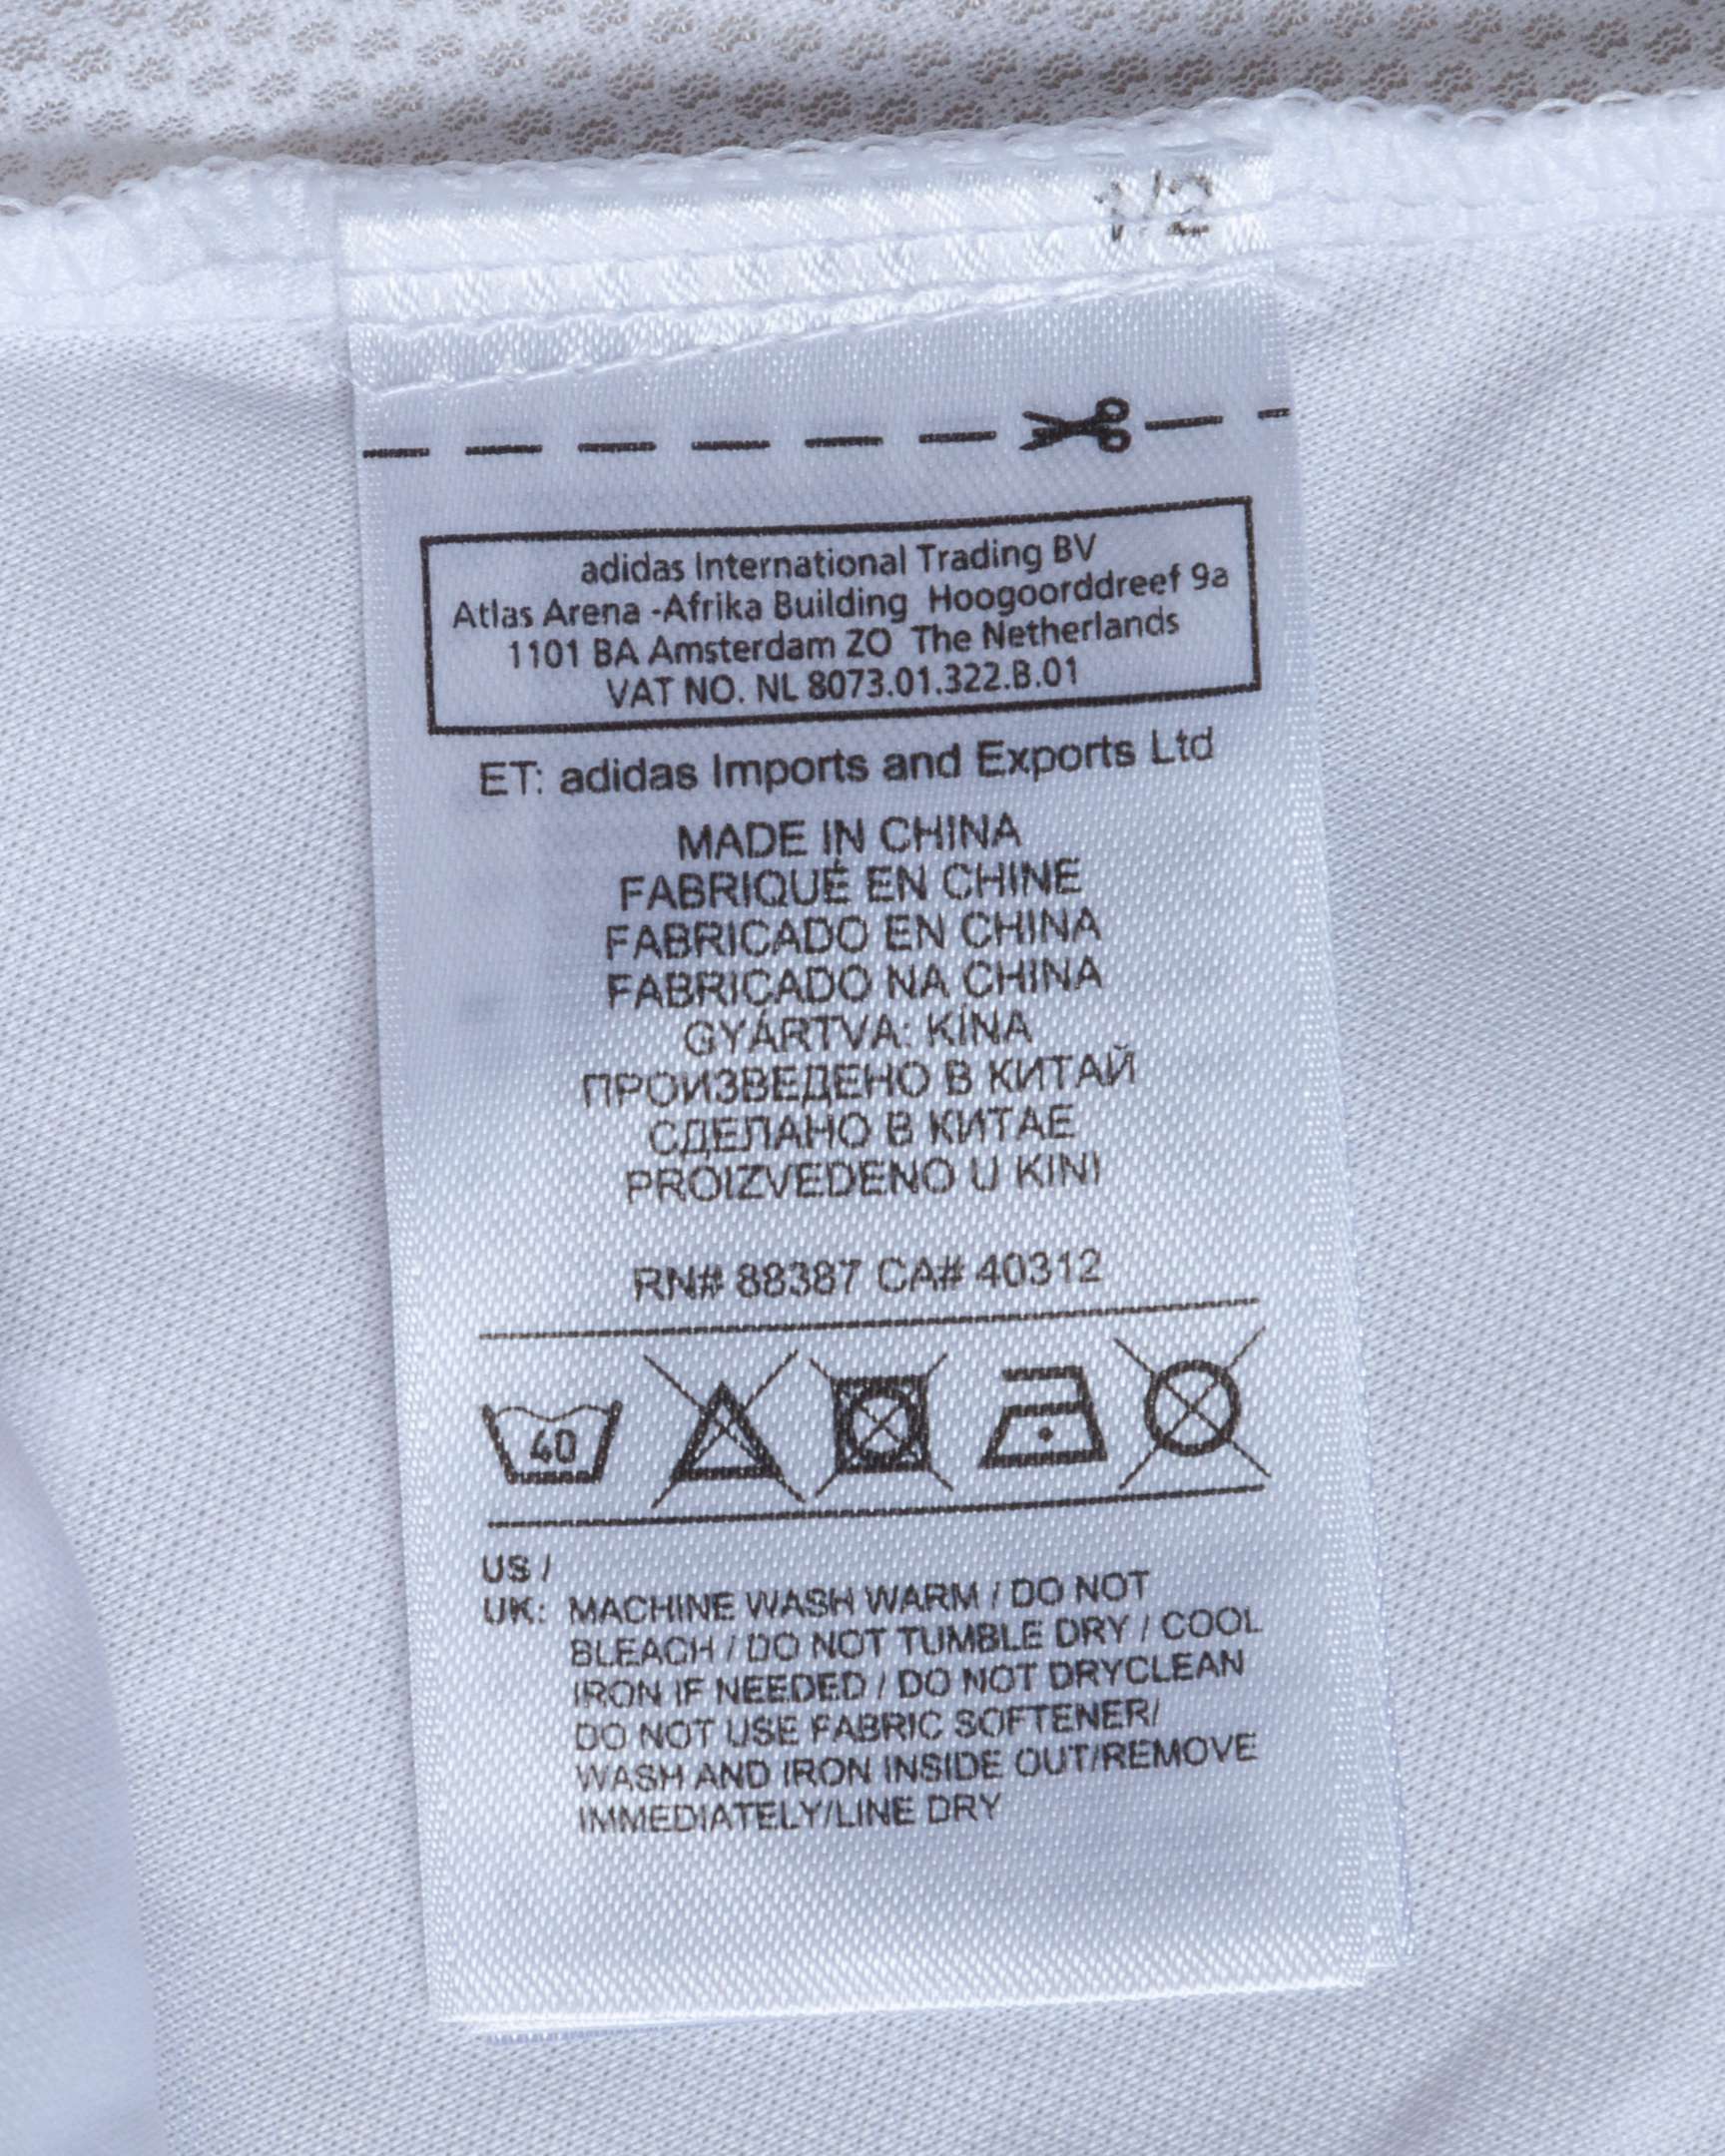 1/2
adidas International Trading BV
Atlas Arena -Afrika Building Hoogoorddreef 9a
1101 BA Amsterdam ZO The Netherlands
VAT NO. NL 8073.01.322.B.01
ET: adidas Imports and Exports Ltd
MADE IN CHINA
FABRIQUÉ EN CHINE
FABRICADO EN CHINA
FABRICADO NA CHINA
GYÁRTVA: KÍNA
ПРОИЗВЕДЕНО В КИТАЙ
СДЕЛАНО В КИТАЕ
PROIZVEDENO U KINI
RN# 88387 CA# 40312
40
US /
UK: MACHINE WASH WARM / DO NOT
BLEACH / DO NOT TUMBLE DRY / COOL
IRON IF NEEDED / DO NOT DRYCLEAN
DO NOT USE FABRIC SOFTENER/
WASH AND IRON INSIDE OUT/REMOVE
IMMEDIATELY/LINE DRY